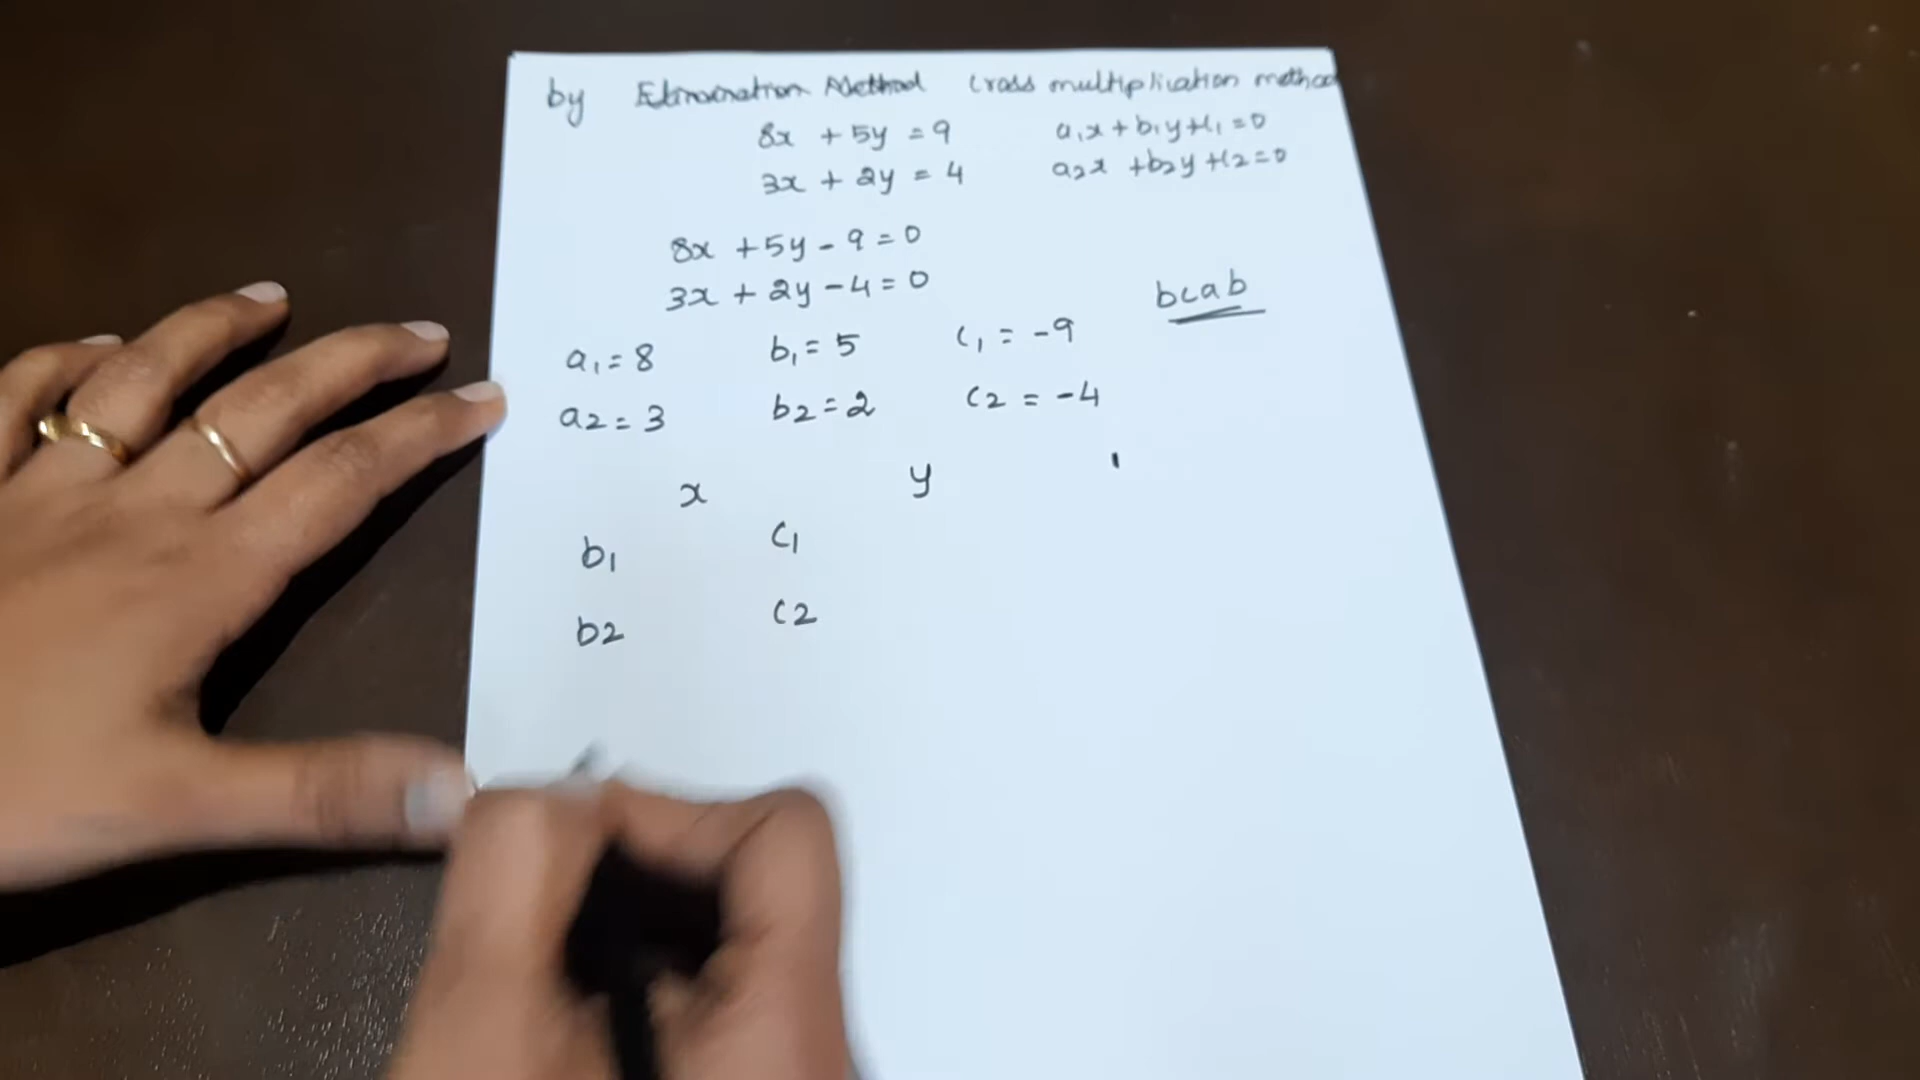 by Elimination Method cross multiplication method
8x + 5y = 9 a1x + b1y + c1 = 0
3x + 2y = 4 a2x + b2y + c2 = 0
8x + 5y - 9 = 0
3x + 2y - 4 = 0
bcab
a1 = 8 b1 = 5 c1 = -9
a2 = 3 b2 = 2 c2 = -4
x y 1
b1 c1
b2 c2